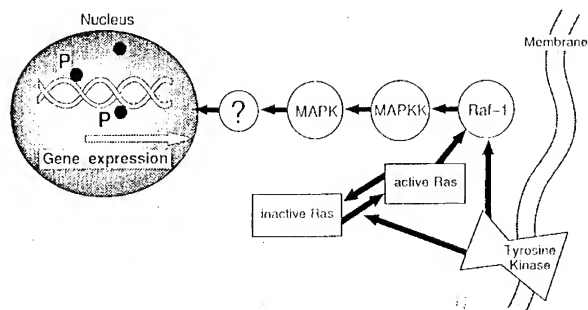 Nucleus
Membrane
P
P
?
MAPK
MAPKK
Raf-1
Gene expression
active Ras
inactive Ras
Tyrosine
Kinase